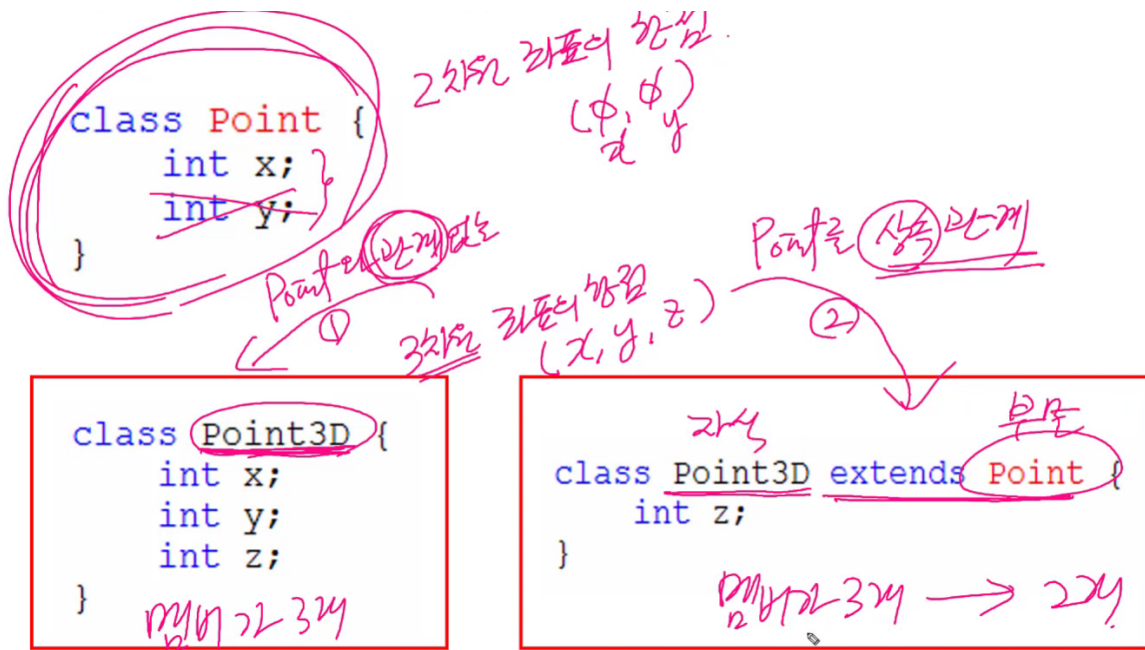 2차원 좌표의 한점.
(0, 0)
x y
class Point {
int x;
int y;
}
Point와 관계없는
Point를 상속관계
①
3차원 좌표의 한점
(x, y, z)
②
class Point3D {
int x;
int y;
int z;
}
멤버가 3개
자식
부모
class Point3D extends Point {
int z;
}
멤버가 3개 → 2개.